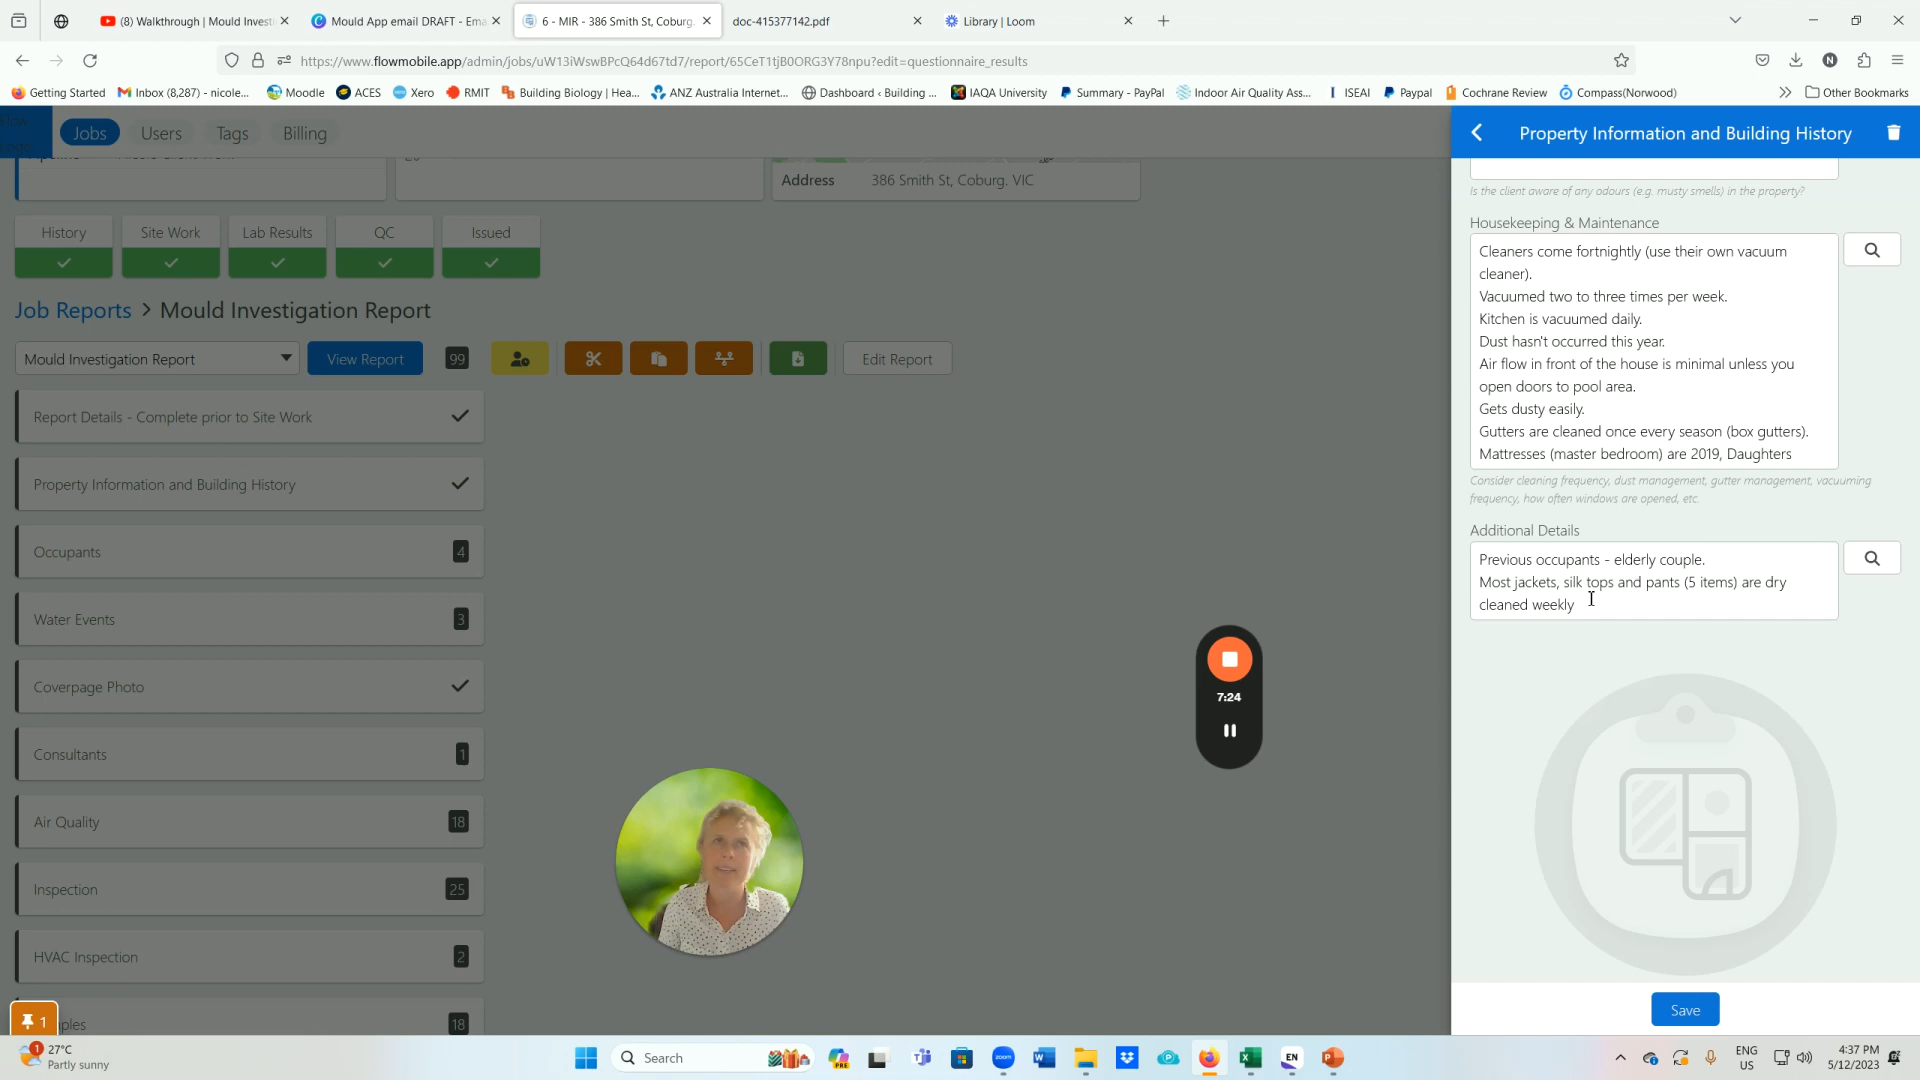 (8) Walkthrough | Mould Investi
Mould App email DRAFT - Ema
6 - MIR - 386 Smith St, Coburg.
doc-415377142.pdf
Library | Loom
https://www.flowmobile.app/admin/jobs/uW13iWswBPcQ64d67td7/report/65CeT1tjB0ORG3Y78npu?edit=questionnaire_results
N
Getting Started
Inbox (8,287) - nicole...
Moodle
ACES
Xero
RMIT
Building Biology | Hea...
ANZ Australia Internet...
Dashboard ‹ Building ...
IAQA University
Summary - PayPal
Indoor Air Quality Ass...
ISEAI
Paypal
Cochrane Review
Compass(Norwood)
Other Bookmarks
Jobs
Users
Tags
Billing
Address
386 Smith St, Coburg. VIC
History
Site Work
Lab Results
QC
Issued
Job Reports > Mould Investigation Report
Mould Investigation Report
View Report
99
Edit Report
Report Details - Complete prior to Site Work
Property Information and Building History
Occupants
4
Water Events
3
Coverpage Photo
Consultants
1
Air Quality
18
Inspection
25
HVAC Inspection
2
ples
18
1
7:24
Property Information and Building History
Is the client aware of any odours (e.g. musty smells) in the property?
Housekeeping & Maintenance
Cleaners come fortnightly (use their own vacuum
cleaner).
Vacuumed two to three times per week.
Kitchen is vacuumed daily.
Dust hasn't occurred this year.
Air flow in front of the house is minimal unless you
open doors to pool area.
Gets dusty easily.
Gutters are cleaned once every season (box gutters).
Mattresses (master bedroom) are 2019, Daughters
Consider cleaning frequency, dust management, gutter management, vacuuming
frequency, how often windows are opened, etc.
Additional Details
Previous occupants - elderly couple.
Most jackets, silk tops and pants (5 items) are dry
cleaned weekly
Save
1
27°C
Partly sunny
Search
PRE
zoom
EN
ENG
US
4:37 PM
5/12/2023